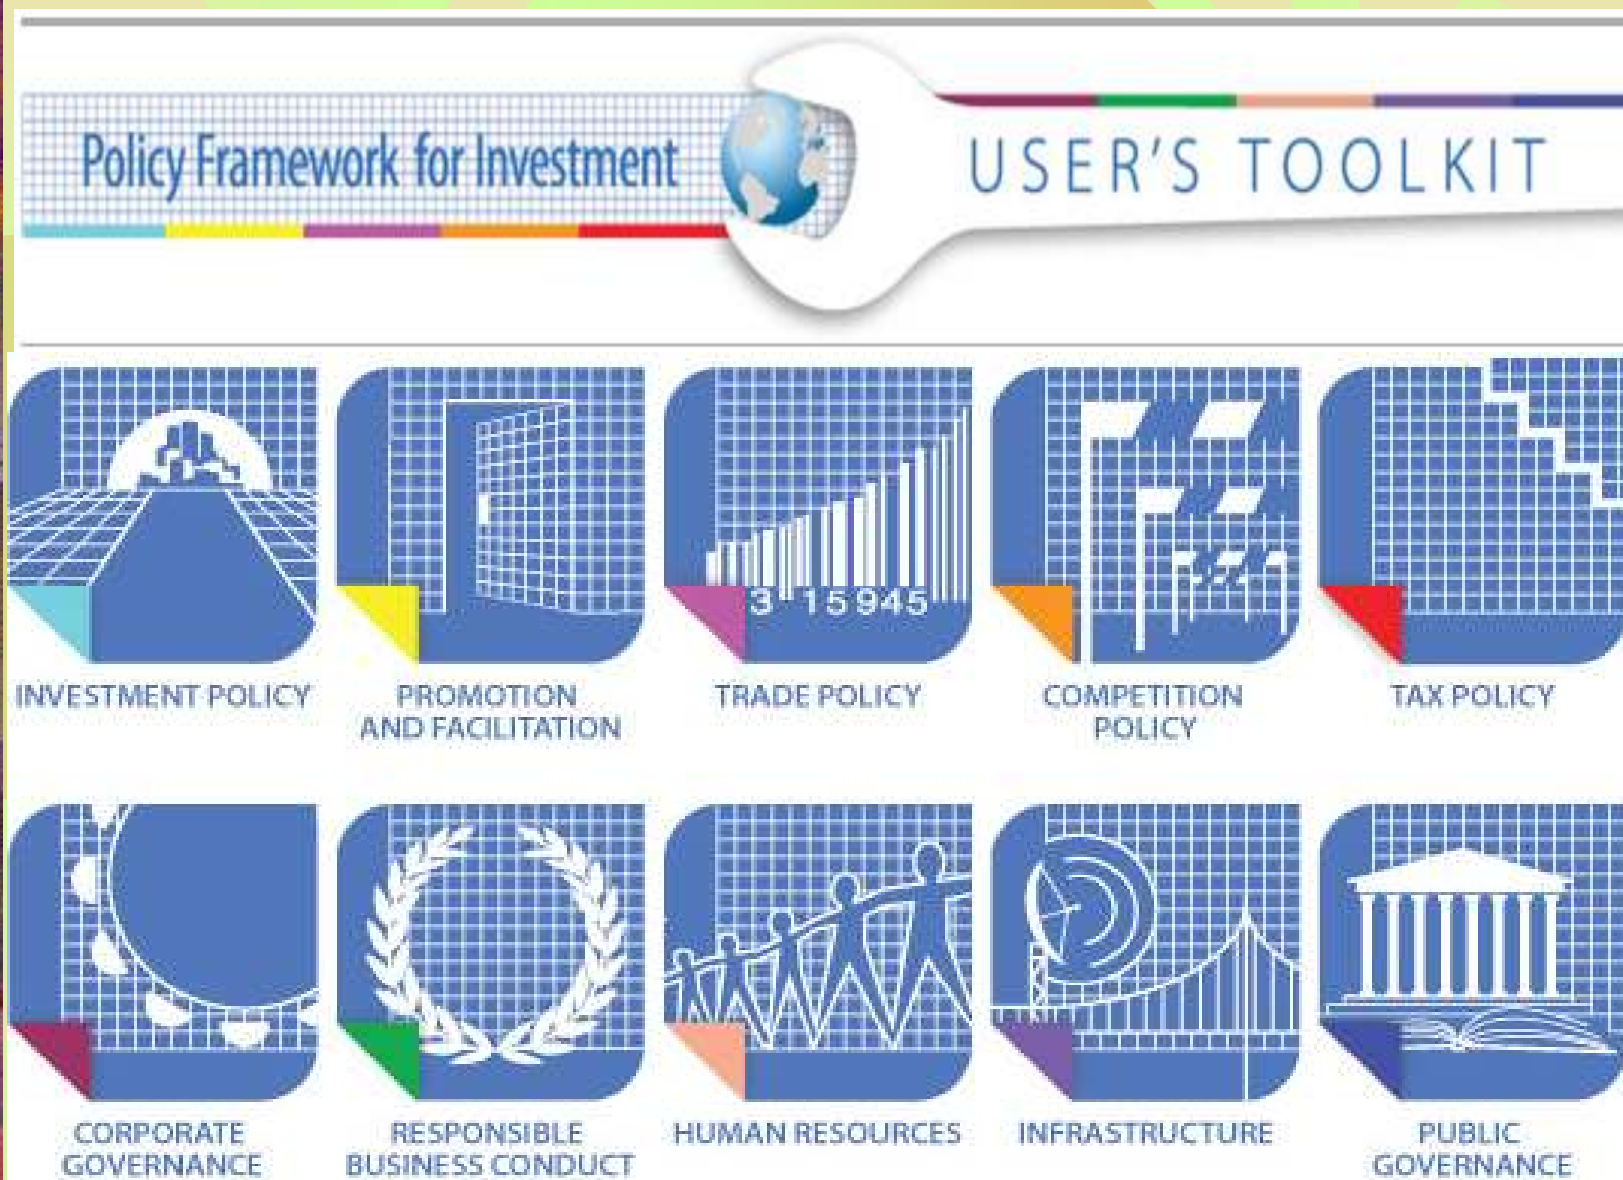 Policy Framework for Investment
USER'S TOOLKIT
INVESTMENT POLICY
PROMOTION
AND FACILITATION
3 15945
TRADE POLICY
COMPETITION
POLICY
TAX POLICY
CORPORATE
GOVERNANCE
RESPONSIBLE
BUSINESS CONDUCT
HUMAN RESOURCES
INFRASTRUCTURE
PUBLIC
GOVERNANCE